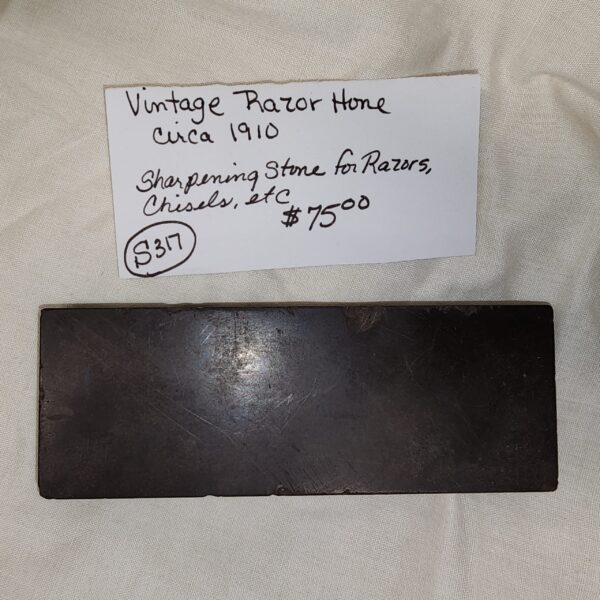 Vintage Razor Hone
circa 1910
Sharpening Stone for Razors,
Chisels, etc
$75.00
S317